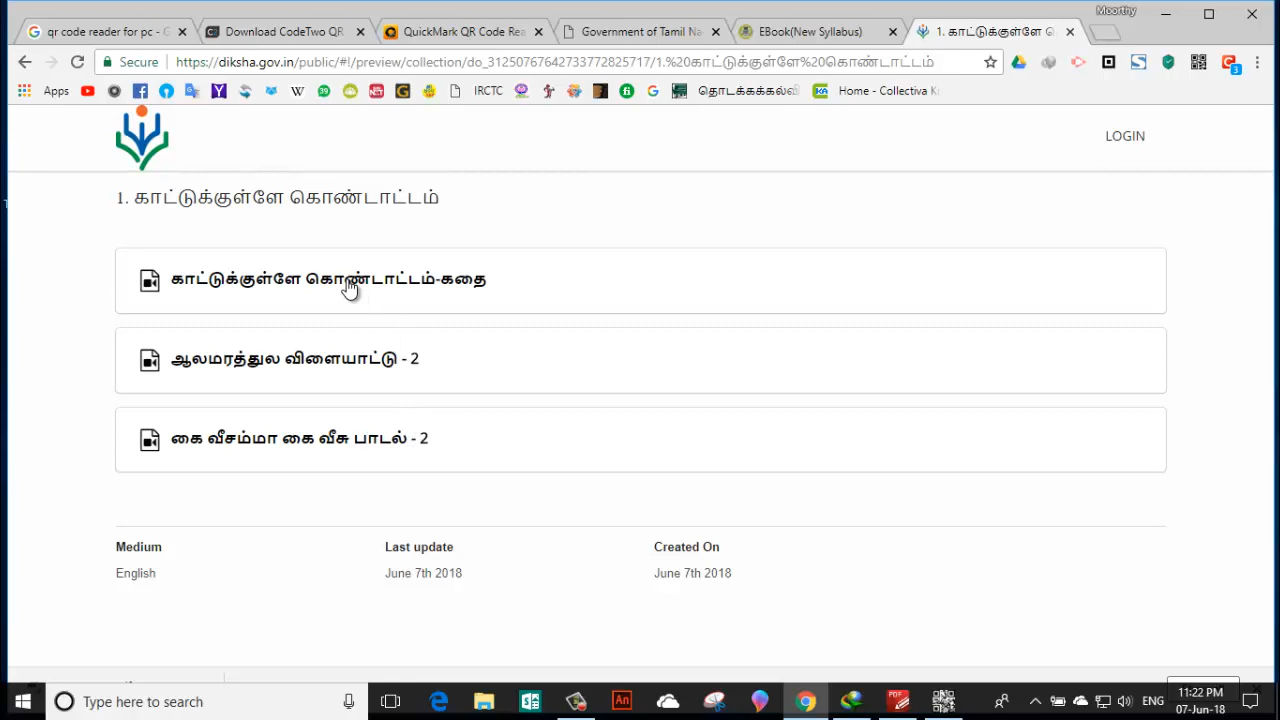 Moorthy
qr code reader for pc - G
Download CodeTwo QR
QuickMark QR Code Rea
Government of Tamil Na
EBook(New Syllabus)
1. காட்டுக்குள்ளே கெ
Secure
https://diksha.gov.in/public/#!/preview/collection/do_31250767642733772825717/1.%20காட்டுக்குள்ளே%20கொண்டாட்டம்
Apps
IRCTC
தொடக்கக்கல்வி
Home - Collectiva K
3
LOGIN
1. காட்டுக்குள்ளே கொண்டாட்டம்
காட்டுக்குள்ளே கொண்டாட்டம்-கதை
ஆலமரத்துல விளையாட்டு - 2
கை வீசம்மா கை வீசு பாடல் - 2
Medium
Last update
Created On
English
June 7th 2018
June 7th 2018
Type here to search
ENG
11:22 PM
07-Jun-18